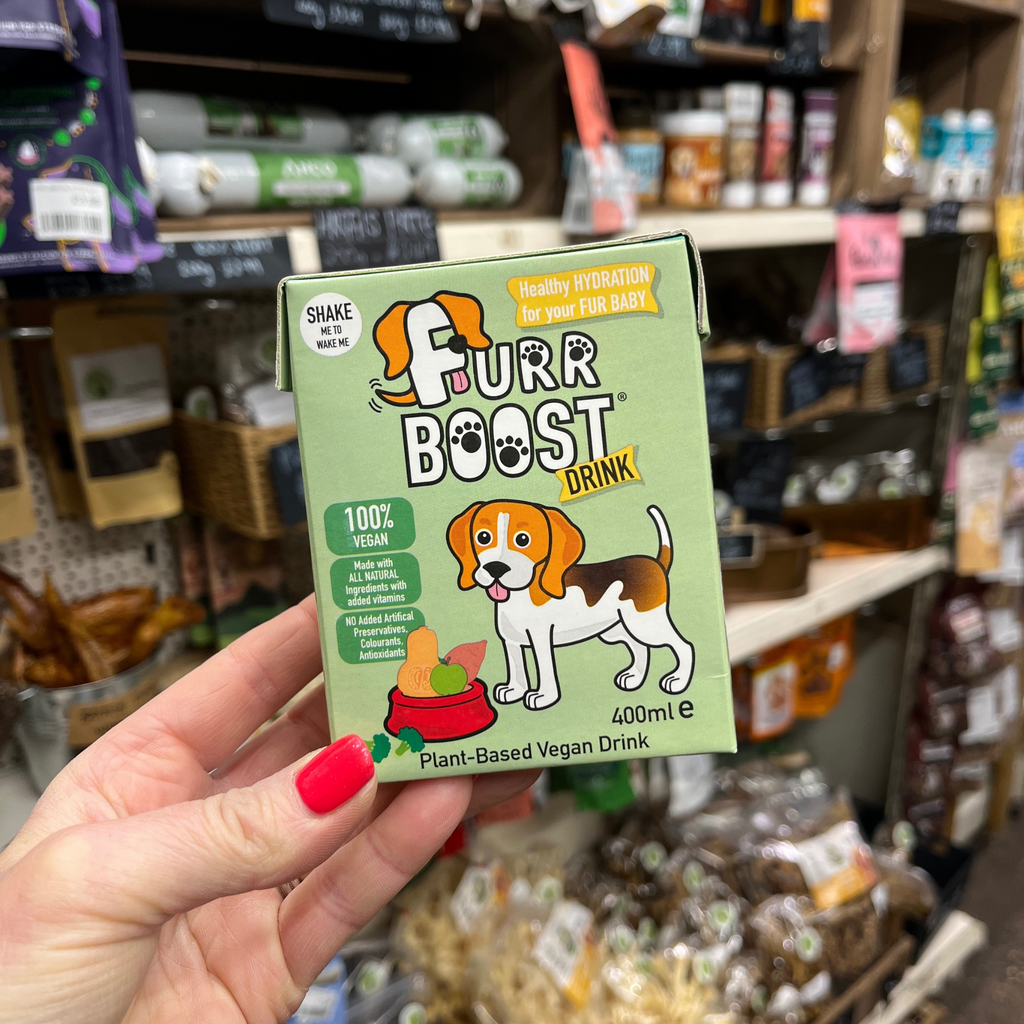 SHAKE
ME TO
WAKE ME
Healthy HYDRATION
for your FUR BABY
FURR
BOOST®
DRINK
100%
VEGAN
Made with
ALL NATURAL
Ingredients with
added vitamins
NO Added Artifical
Preservatives,
Colourants,
Antioxidants
400ml e
Plant-Based Vegan Drink